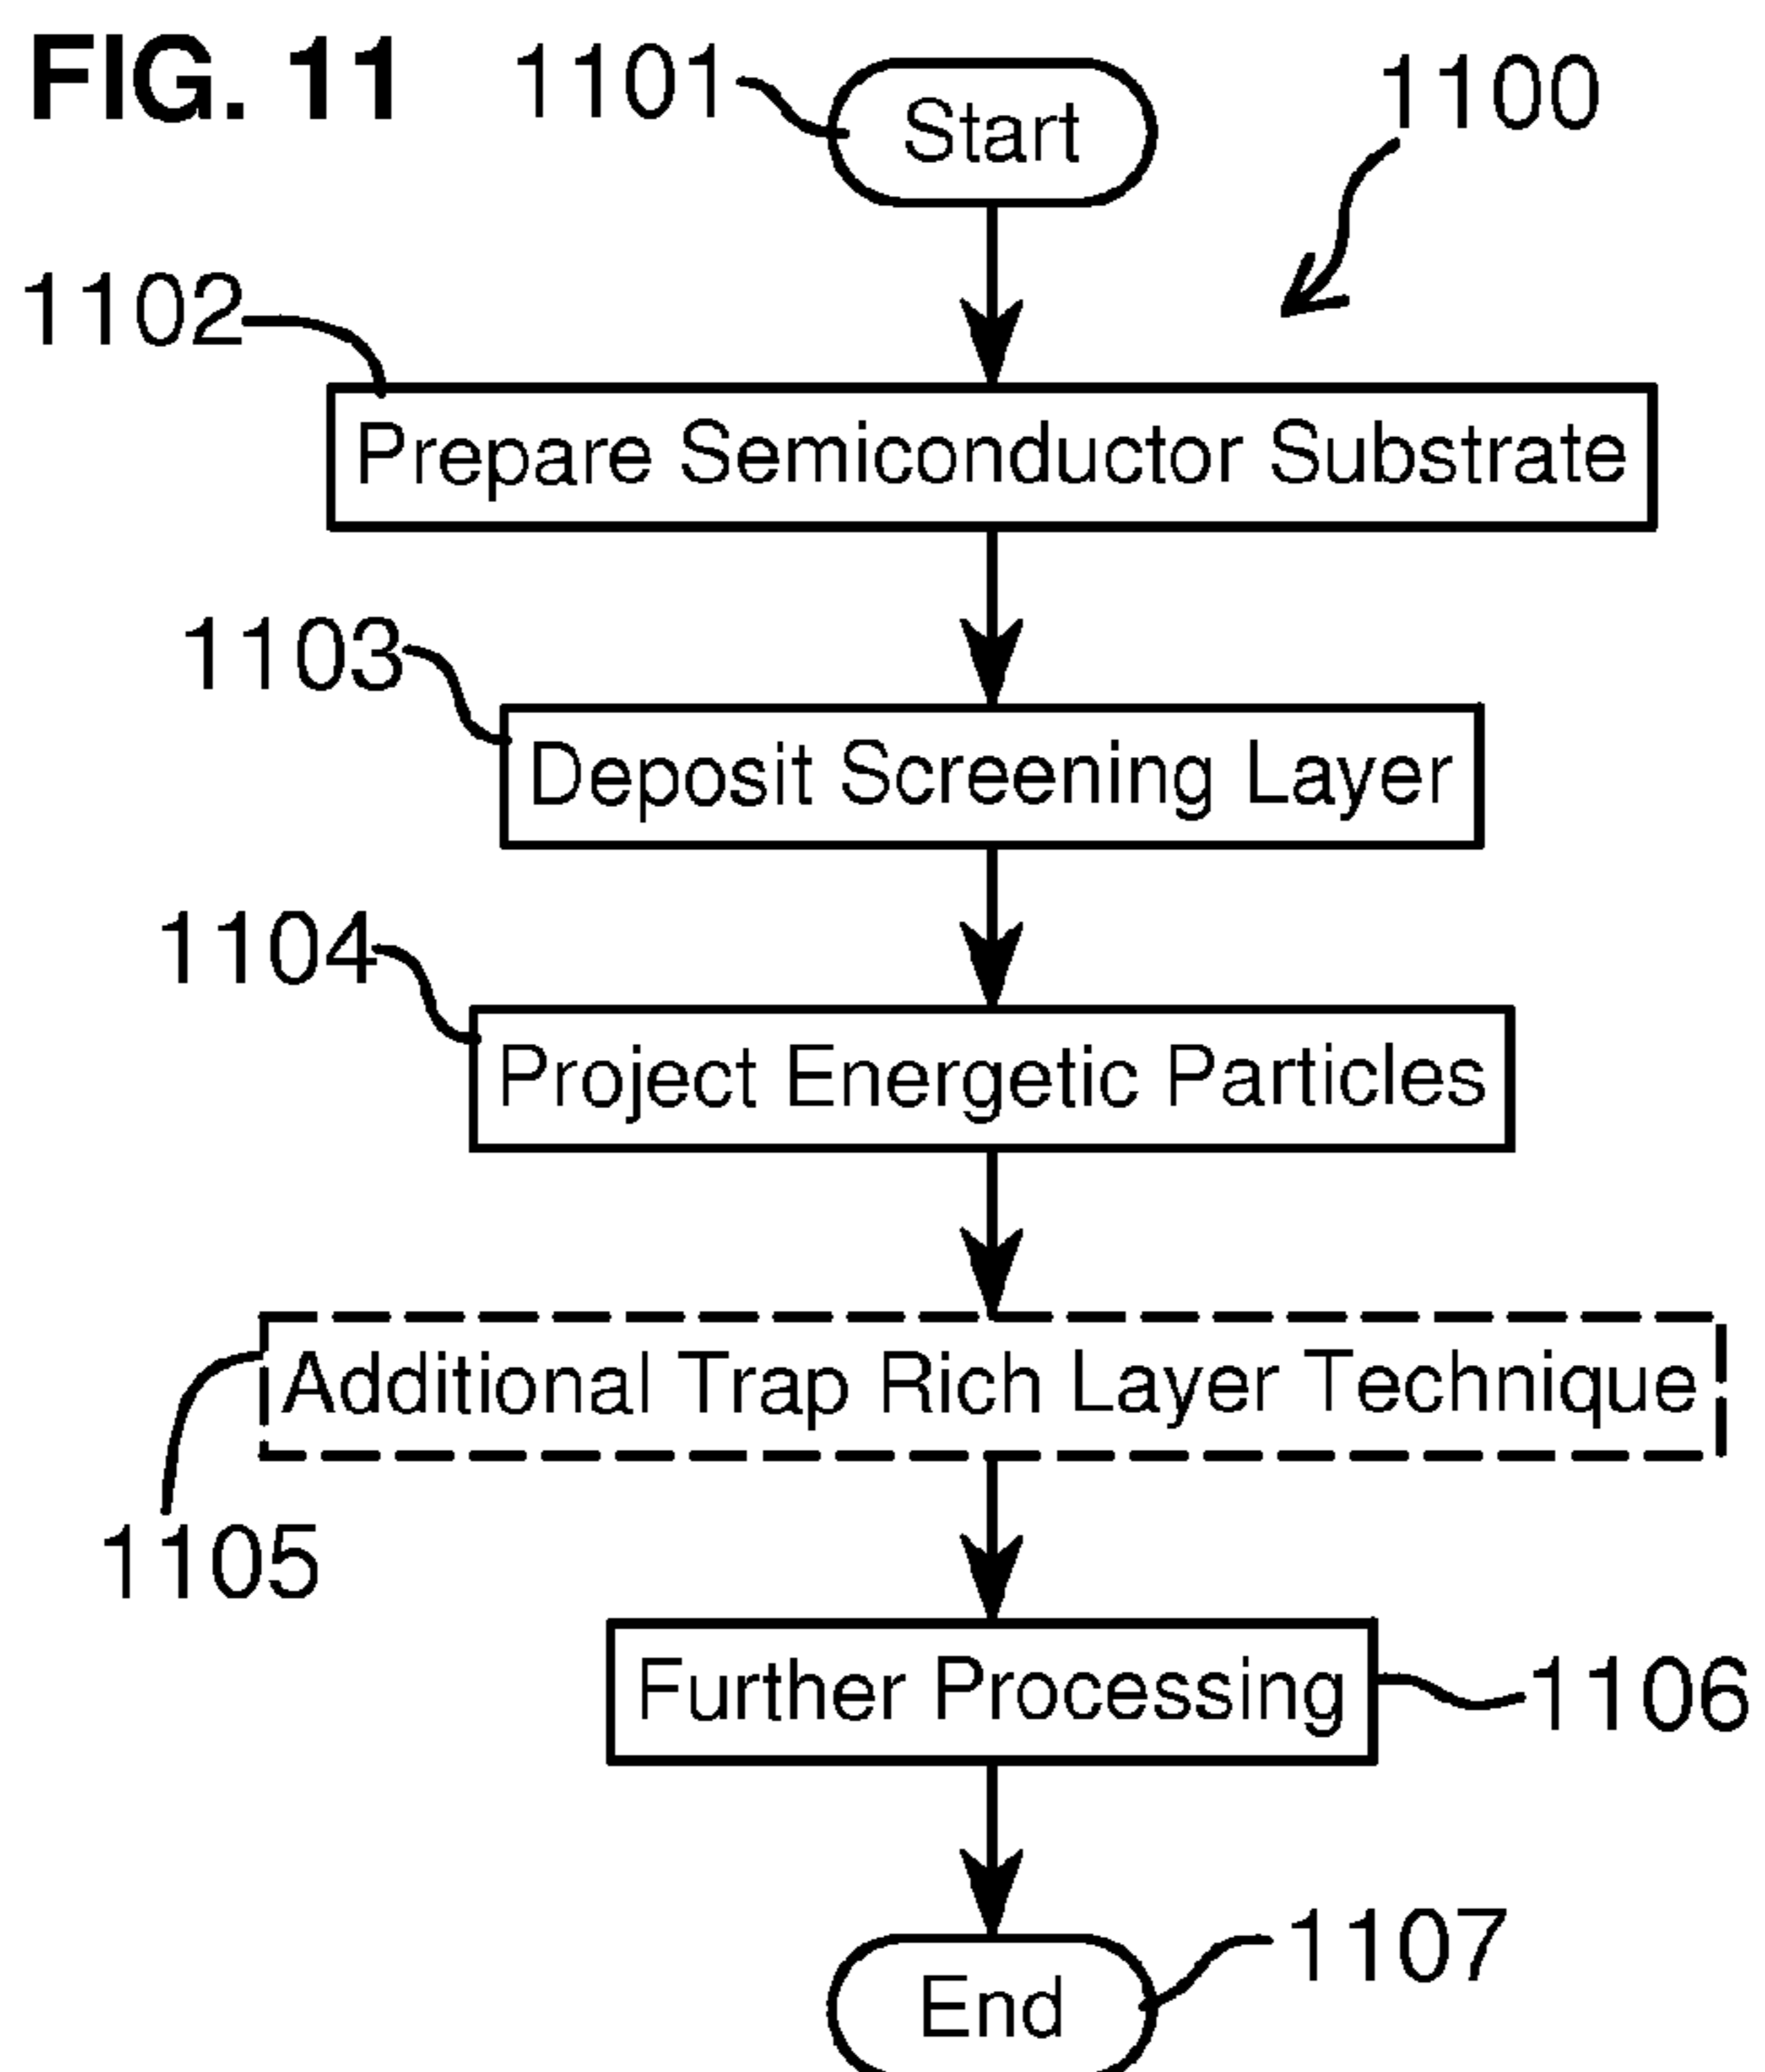 FIG. 11
1101
Start
1100
1102
Prepare Semiconductor Substrate
1103
Deposit Screening Layer
1104
Project Energetic Particles
Additional Trap Rich Layer Technique
1105
Further Processing
1106
1107
End